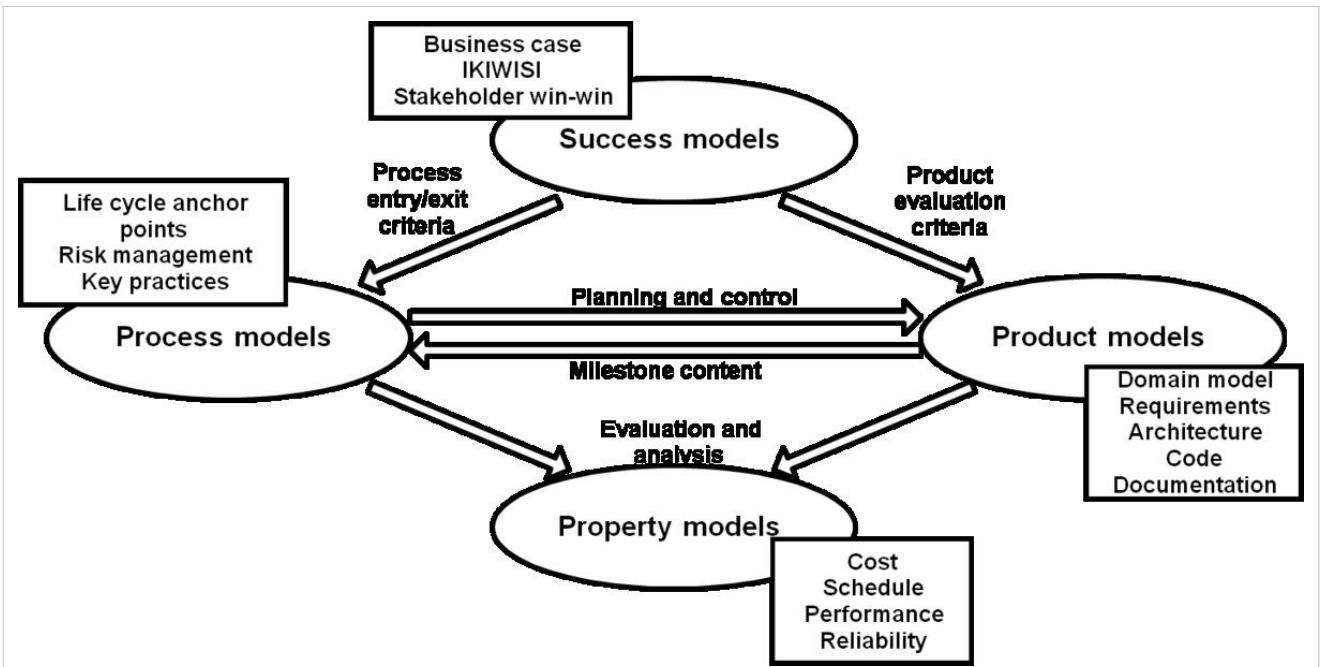 Business case
IKIWISI
Stakeholder win-win
Success models
Process
entry/exit
criteria
Product
evaluation
criteria
Life cycle anchor
points
Risk management
Key practices
Process models
Planning and control
Milestone content
Product models
Domain model
Requirements
Architecture
Code
Documentation
Evaluation and
analysis
Property models
Cost
Schedule
Performance
Reliability